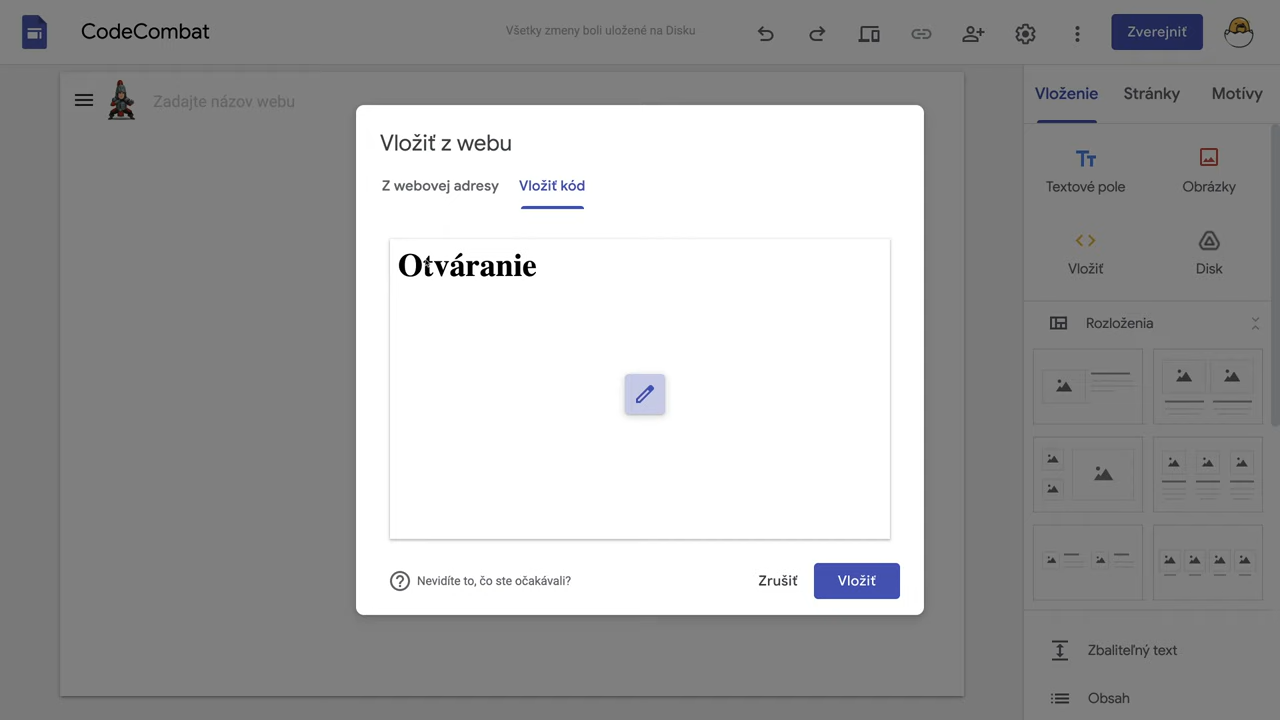 CodeCombat
Všetky zmeny boli uložené na Disku
Zverejniť
Zadajte názov webu
Vložiť z webu
Z webovej adresy
Vložiť kód
Otváranie
Nevidíte to, čo ste očakávali?
Zrušiť
Vložiť
Vloženie
Stránky
Motívy
Textové pole
Obrázky
Vložiť
Disk
Rozloženia
Zbaliteľný text
Obsah